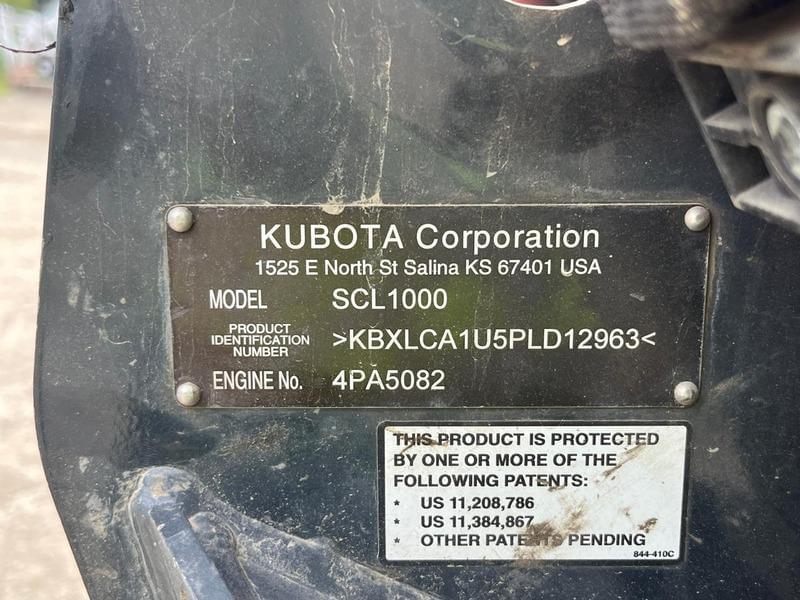 KUBOTA Corporation
1525 E North St Salina KS 67401 USA
MODEL SCL1000
PRODUCT
IDENTIFICATION
NUMBER
>KBXLCA1U5PLD12963<
ENGINE No. 4PA5082
THIS PRODUCT IS PROTECTED
BY ONE OR MORE OF THE
FOLLOWING PATENTS:
* US 11,208,786
* US 11,384,867
* OTHER PATENTS PENDING
844-410C